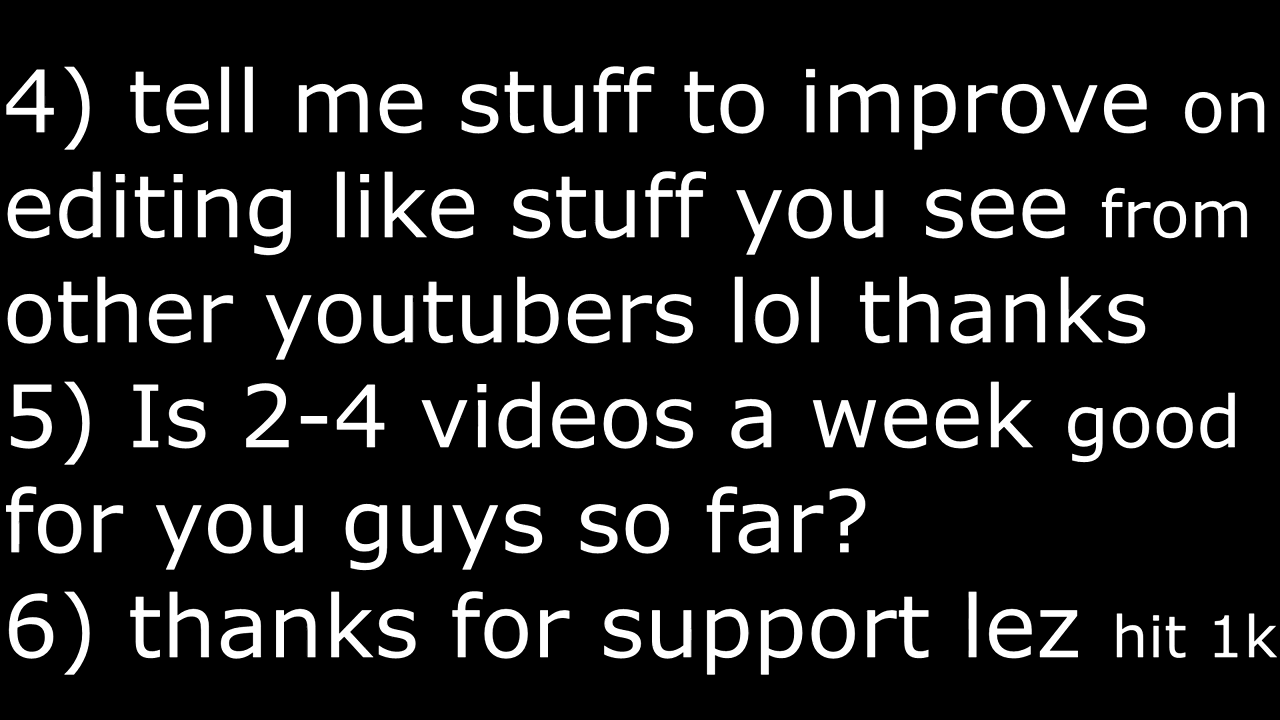 4) tell me stuff to improve on
editing like stuff you see from
other youtubers lol thanks
5) Is 2-4 videos a week good
for you guys so far?
6) thanks for support lez hit 1k